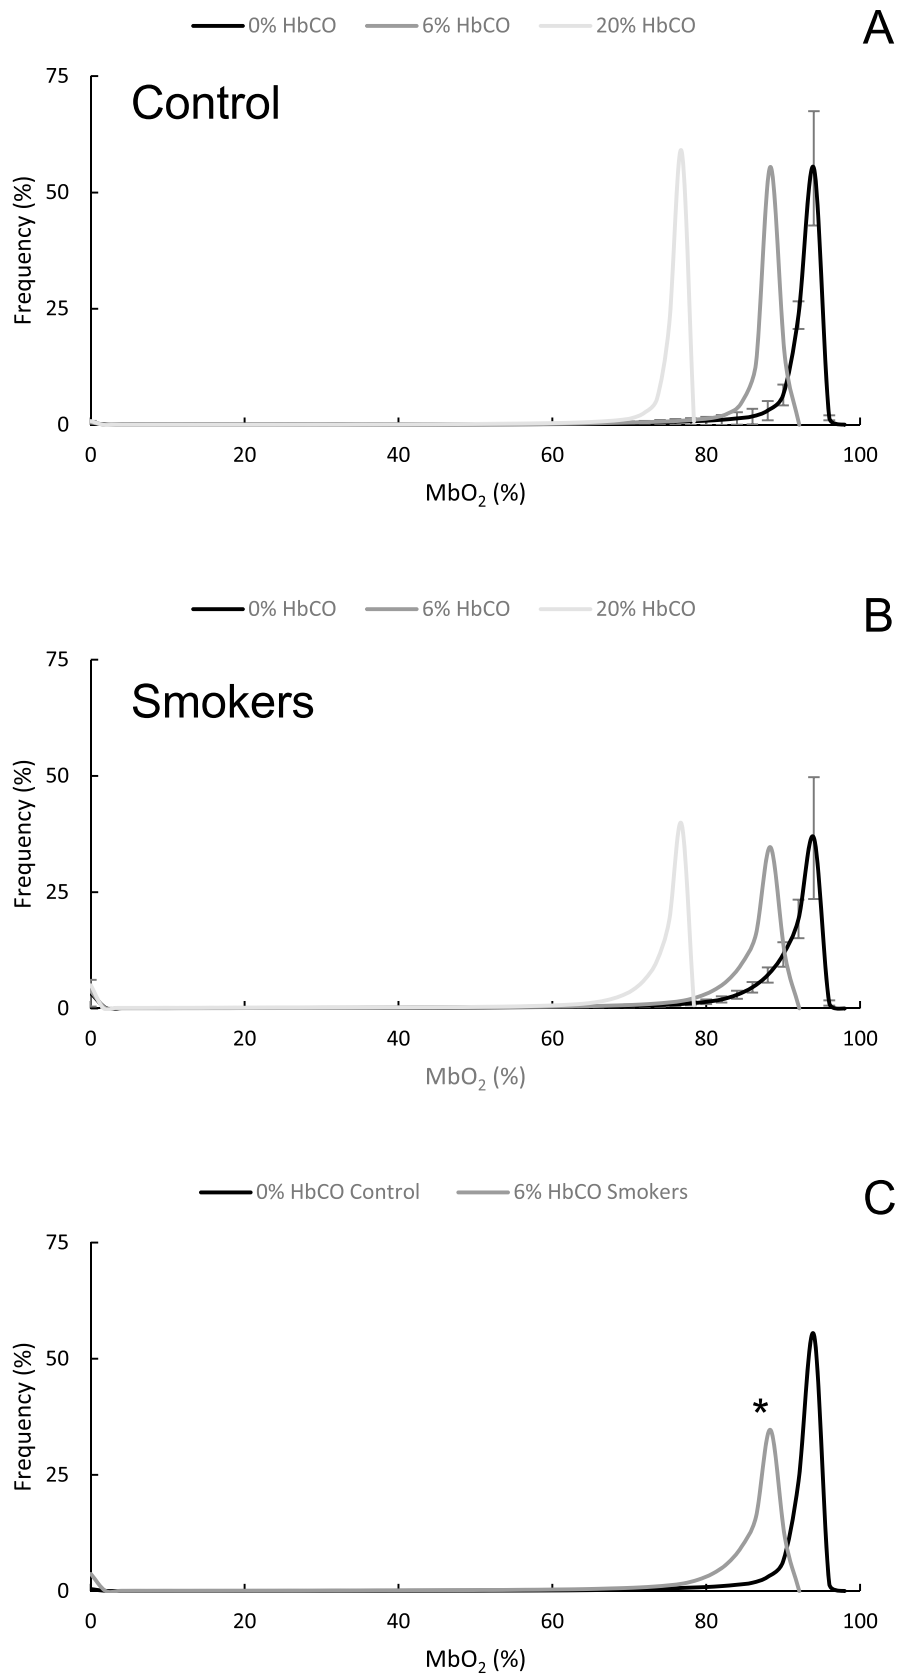 0% HbCO 6% HbCO 20% HbCO
A
Control
75
50
25
0
Frequency (%)
0 20 40 60 80 100
MbO₂ (%)
0% HbCO 6% HbCO 20% HbCO
B
Smokers
75
50
25
0
Frequency (%)
0 20 40 60 80 100
MbO₂ (%)
0% HbCO Control 6% HbCO Smokers
C
75
50
25
0
Frequency (%)
*
0 20 40 60 80 100
MbO₂ (%)